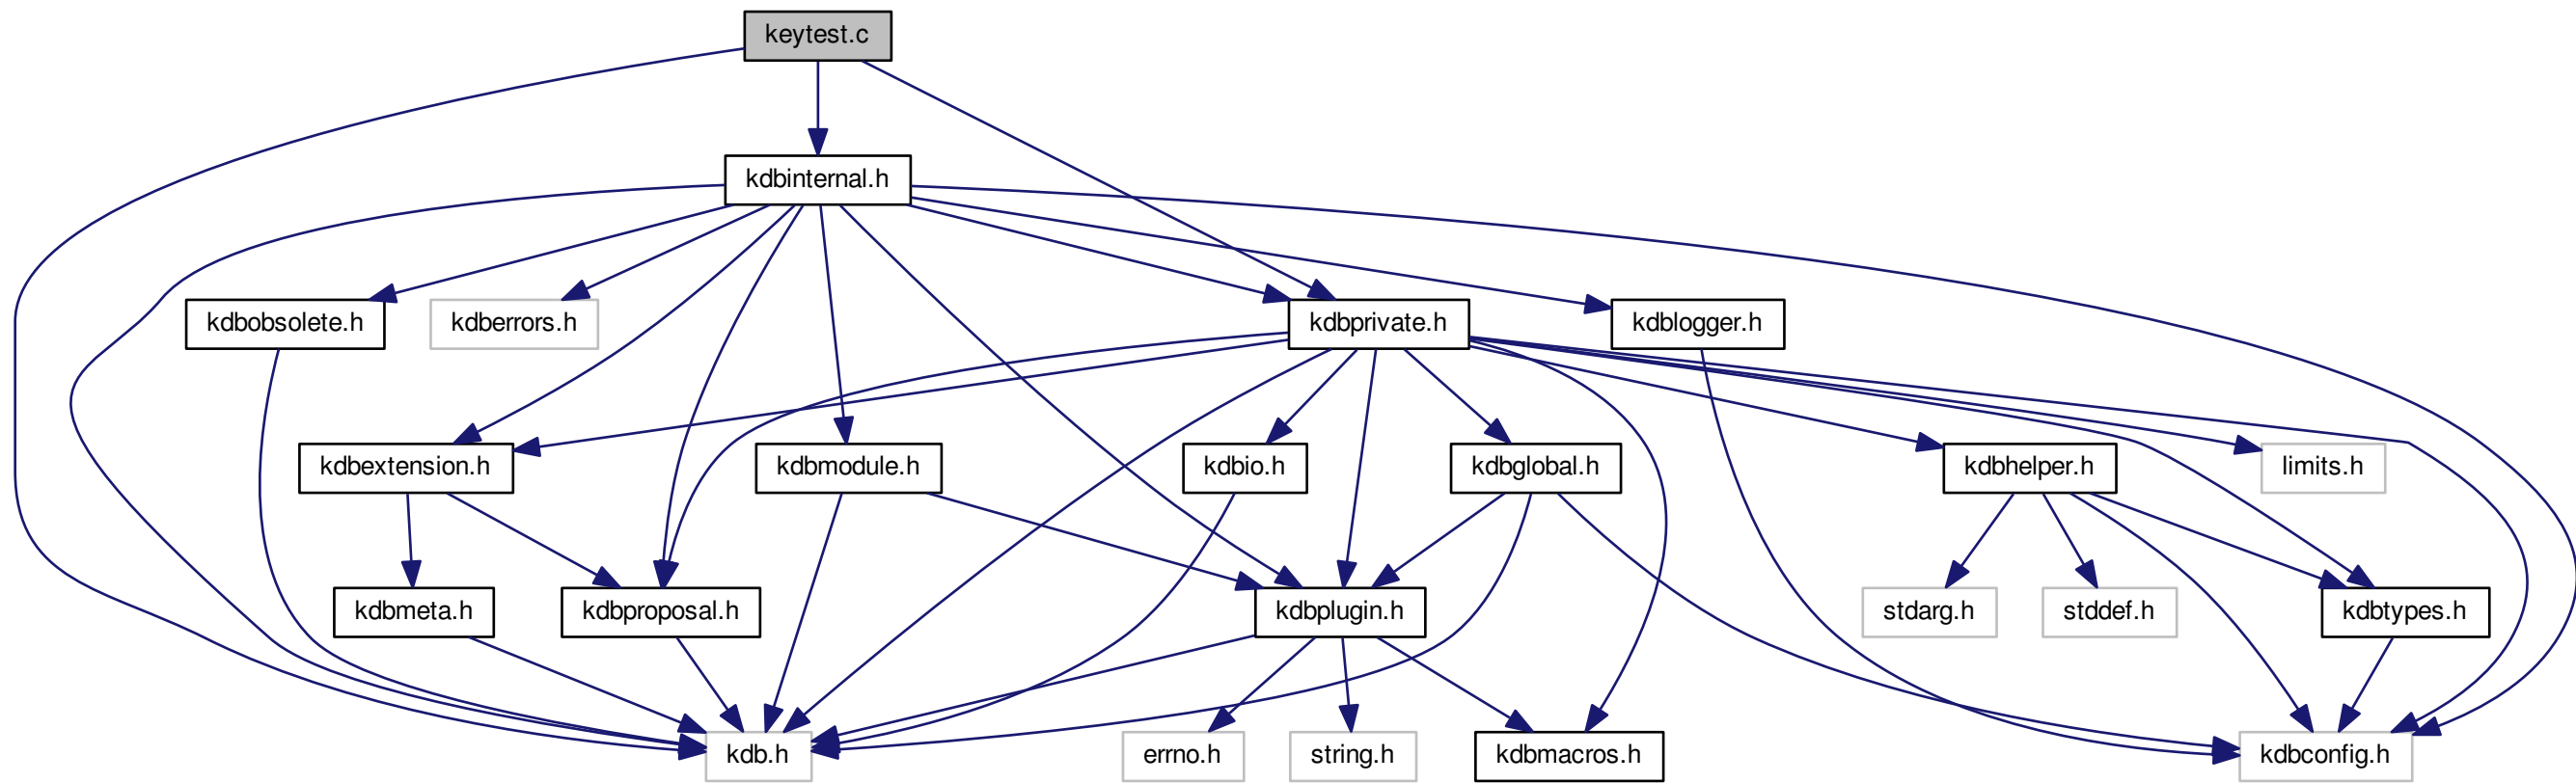 keytest.c
kdbinternal.h
kdbobsolete.h
kdberrors.h
kdbprivate.h
kdblogger.h
kdbextension.h
kdbmodule.h
kdbio.h
kdbglobal.h
kdbhelper.h
limits.h
kdbmeta.h
kdbproposal.h
kdbplugin.h
stdarg.h
stddef.h
kdbtypes.h
kdb.h
errno.h
string.h
kdbmacros.h
kdbconfig.h